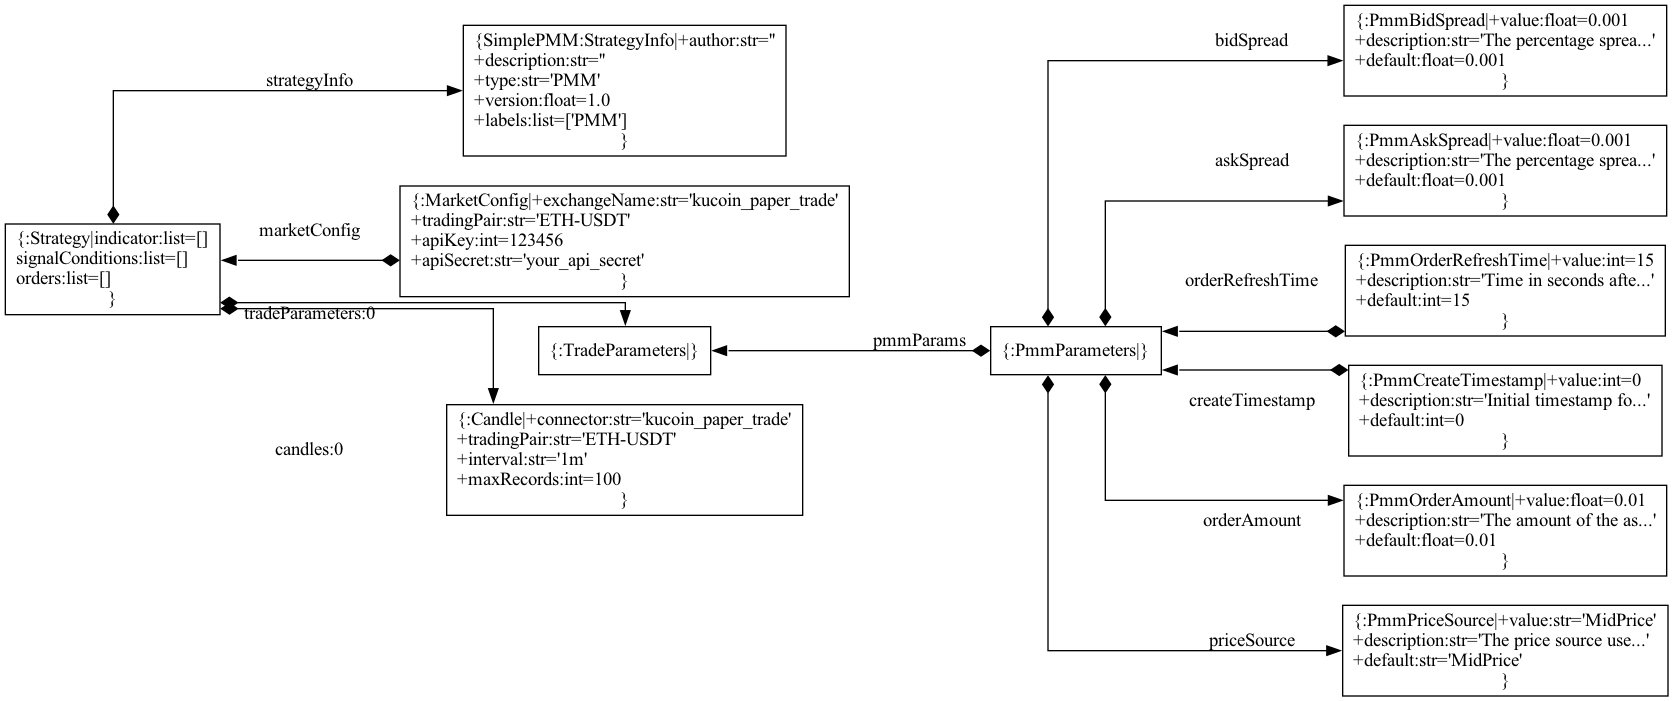 strategyInfo
{SimplePMM:StrategyInfo|+author:str=''
+description:str=''
+type:str='PMM'
+version:float=1.0
+labels:list=['PMM']
}
{:Strategy|indicator:list=[]
signalConditions:list=[]
orders:list=[]
}
marketConfig
{:MarketConfig|+exchangeName:str='kucoin_paper_trade'
+tradingPair:str='ETH-USDT'
+apiKey:int=123456
+apiSecret:str='your_api_secret'
}
tradeParameters:0
{:TradeParameters|}
candles:0
{:Candle|+connector:str='kucoin_paper_trade'
+tradingPair:str='ETH-USDT'
+interval:str='1m'
+maxRecords:int=100
}
pmmParams
{:PmmParameters|}
bidSpread
{:PmmBidSpread|+value:float=0.001
+description:str='The percentage sprea...'
+default:float=0.001
}
askSpread
{:PmmAskSpread|+value:float=0.001
+description:str='The percentage sprea...'
+default:float=0.001
}
orderRefreshTime
{:PmmOrderRefreshTime|+value:int=15
+description:str='Time in seconds afte...'
+default:int=15
}
createTimestamp
{:PmmCreateTimestamp|+value:int=0
+description:str='Initial timestamp fo...'
+default:int=0
}
orderAmount
{:PmmOrderAmount|+value:float=0.01
+description:str='The amount of the as...'
+default:float=0.01
}
priceSource
{:PmmPriceSource|+value:str='MidPrice'
+description:str='The price source use...'
+default:str='MidPrice'
}